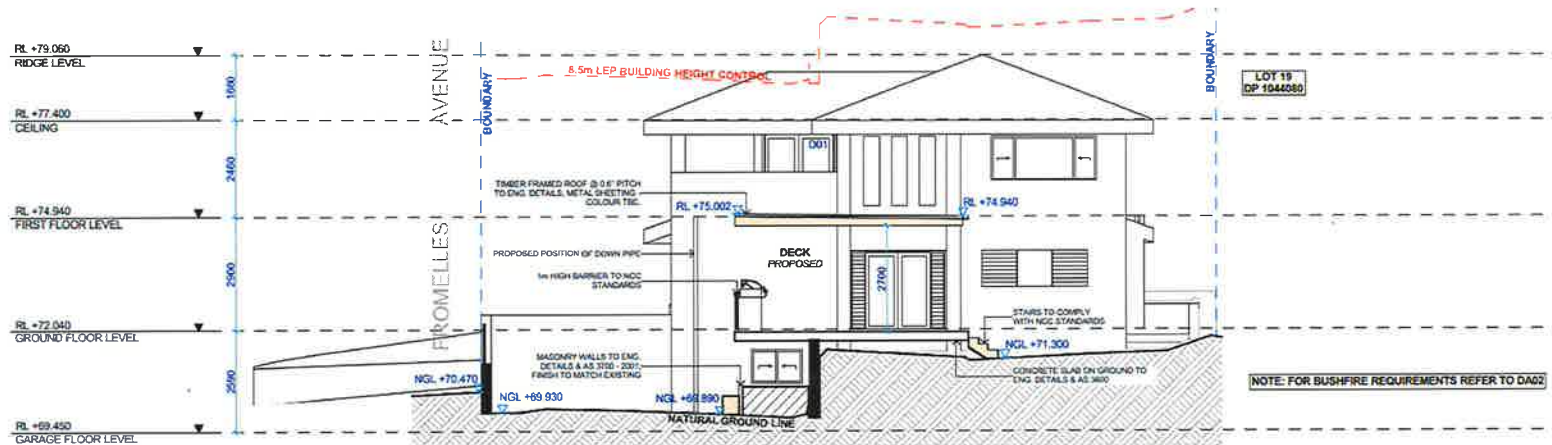 RL +79.060
RIDGE LEVEL
RL +77.400
CEILING
RL +74.940
FIRST FLOOR LEVEL
RL +72.040
GROUND FLOOR LEVEL
RL +69.450
GARAGE FLOOR LEVEL
1660
2460
2900
2590
FROMELLES AVENUE
BOUNDARY
8.5m LEP BUILDING HEIGHT CONTROL
BOUNDARY
LOT 19
DP 1044080
D01
TIMBER FRAMED ROOF @ 0.6° PITCH
TO ENG. DETAILS, METAL SHEETING
COLOUR TBC.
RL +75.002
RL +74.940
PROPOSED POSITION OF DOWN PIPE
DECK
PROPOSED
1m HIGH BARRIER TO NCC
STANDARDS
2700
STAIRS TO COMPLY
WITH NCC STANDARDS
NGL +71.300
MASONRY WALLS TO ENG.
DETAILS & AS 3700 - 2001,
FINISH TO MATCH EXISTING
CONCRETE SLAB ON GROUND TO
ENG. DETAILS & AS 3600
NGL +70.470
NGL +69.930
NGL +69.890
NATURAL GROUND LINE
NOTE: FOR BUSHFIRE REQUIREMENTS REFER TO DA02